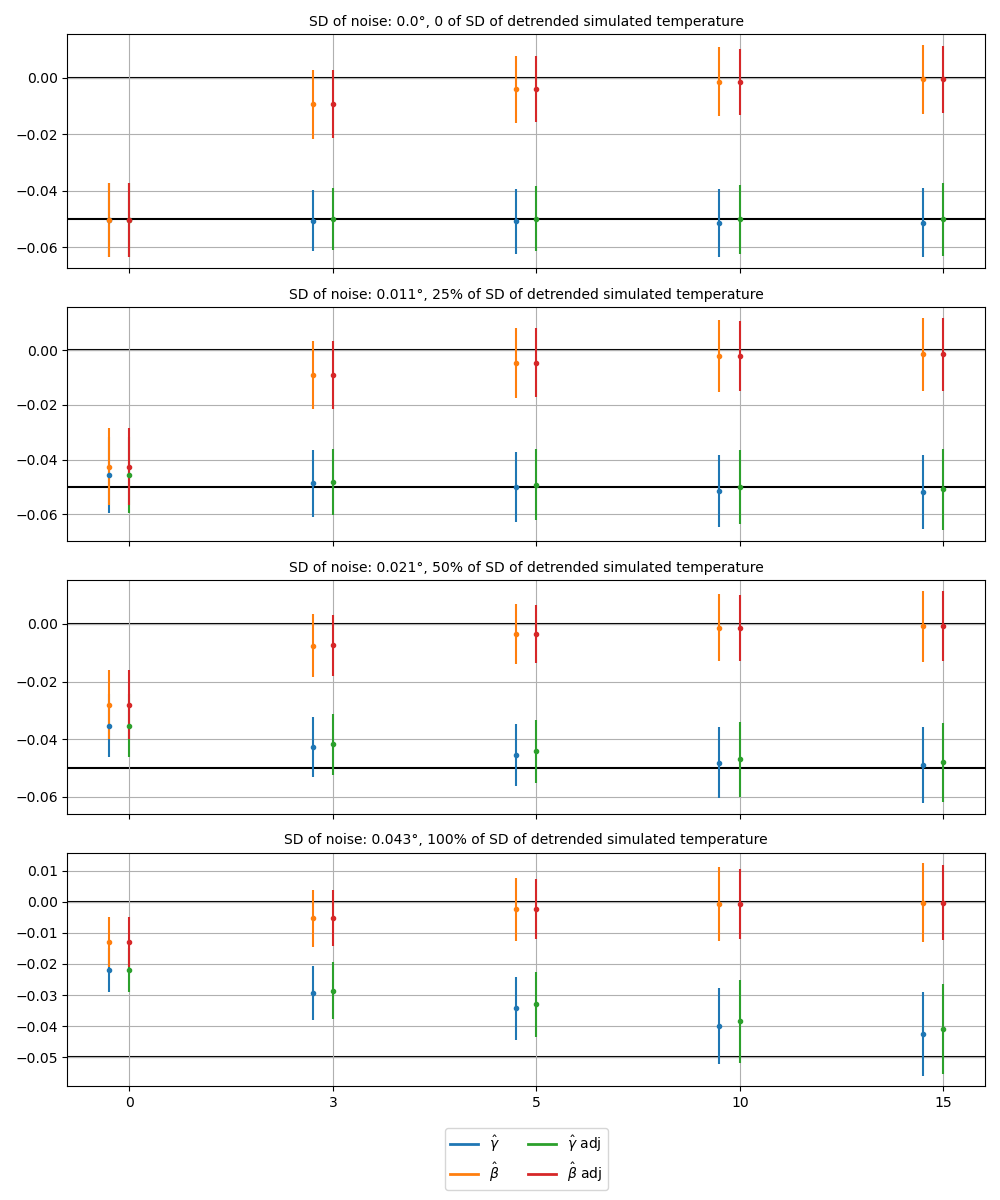 SD of noise: 0.0°, 0 of SD of detrended simulated temperature
0.00
−0.02
−0.04
−0.06
SD of noise: 0.011°, 25% of SD of detrended simulated temperature
0.00
−0.02
−0.04
−0.06
SD of noise: 0.021°, 50% of SD of detrended simulated temperature
0.00
−0.02
−0.04
−0.06
SD of noise: 0.043°, 100% of SD of detrended simulated temperature
0.01
0.00
−0.01
−0.02
−0.03
−0.04
−0.05
0 3 5 10 15
γ̂ γ̂ adj
β̂ β̂ adj